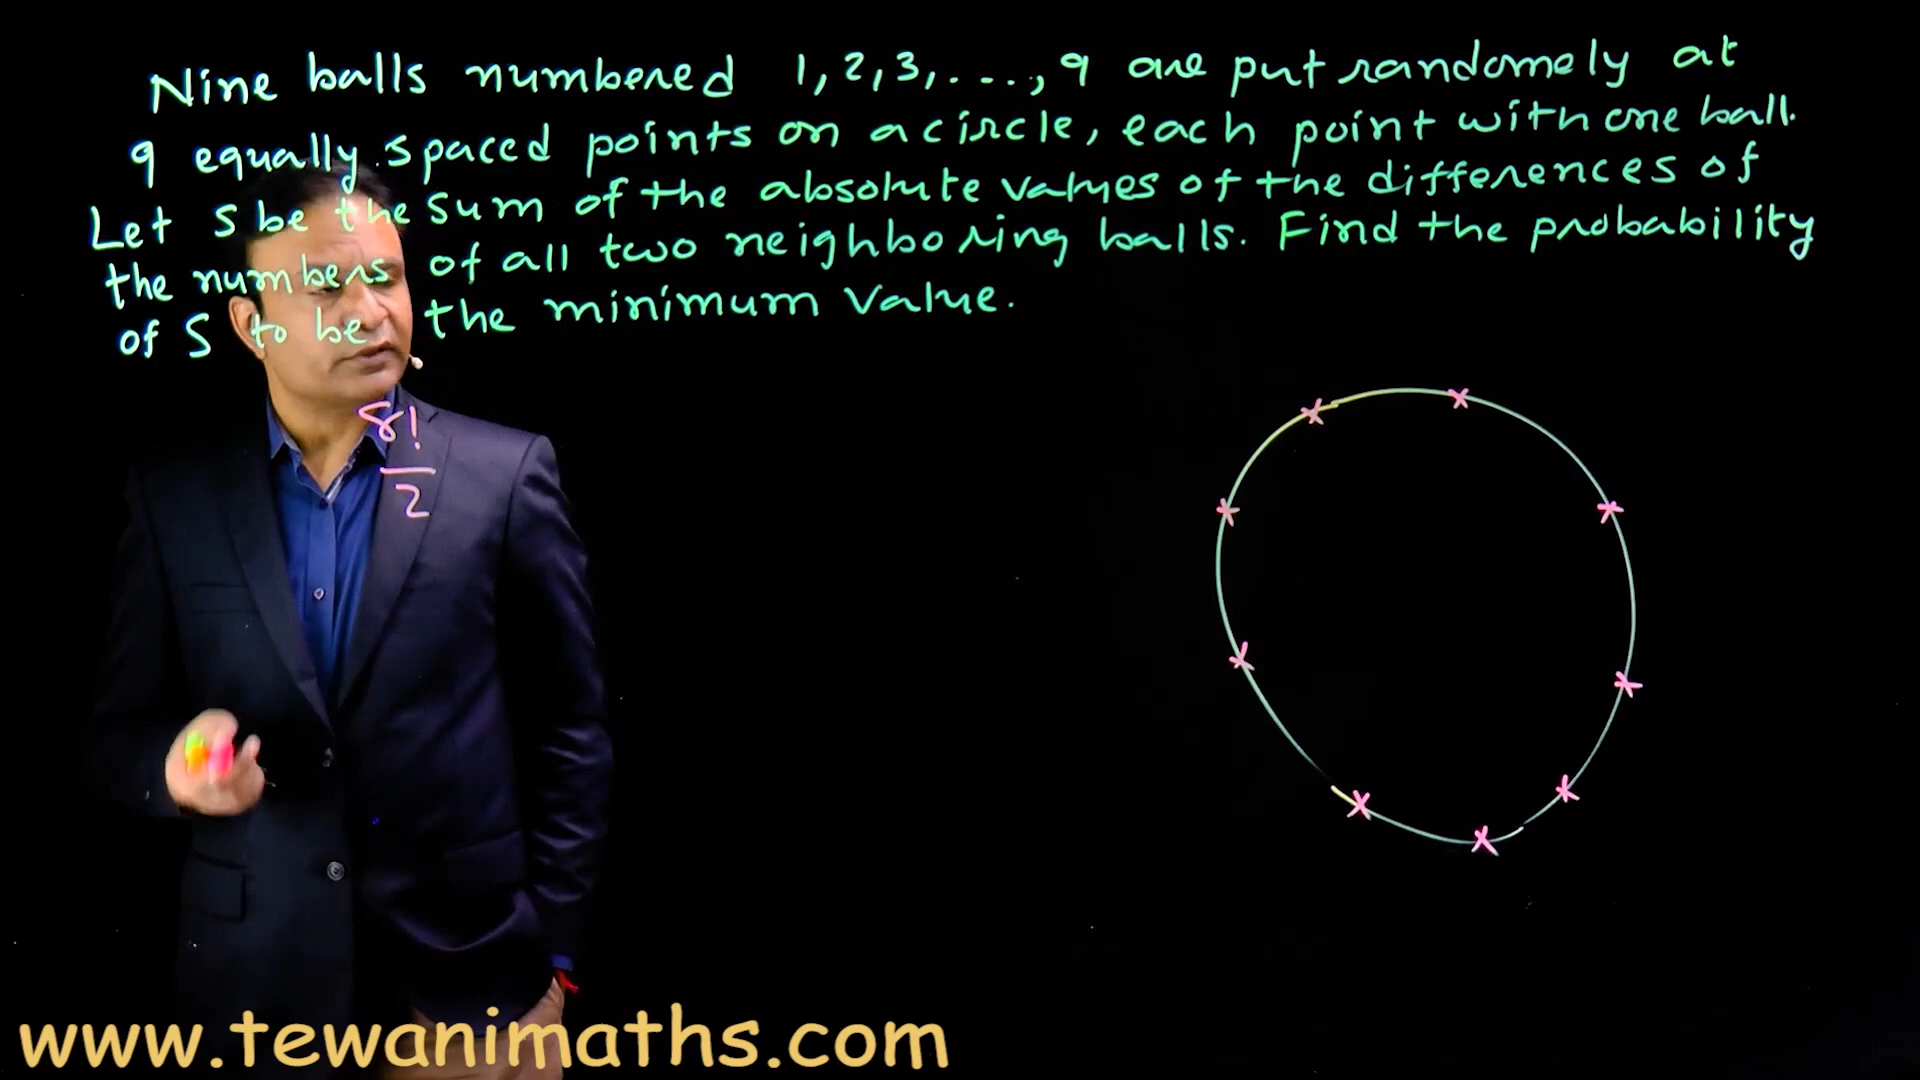 Nine balls numbered 1, 2, 3, ...., 9 are put randomely at
9 equally spaced points on a circle, each point with one ball.
Let S be the sum of the absolute values of the differences of
the numbers of all two neighboring balls. Find the probability
of S to be the minimum value.
8!
2
www.tewanimaths.com